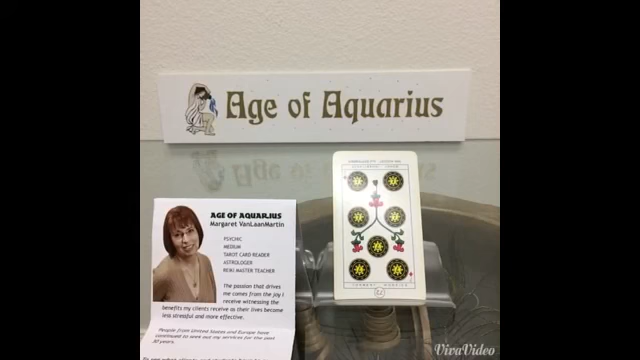 Age of Aquarius
AGE OF AQUARIUS
Margaret VanLaanMartin
PSYCHIC
MEDIUM
TAROT CARD READER
ASTROLOGER
REIKI MASTER TEACHER
The passion that drives
me comes from the joy I
receive witnessing the
benefits my clients receive as their lives become
less stressful and more effective.
People from United States and Europe have
continued to seek out my services for the past
30 years.
VivaVideo